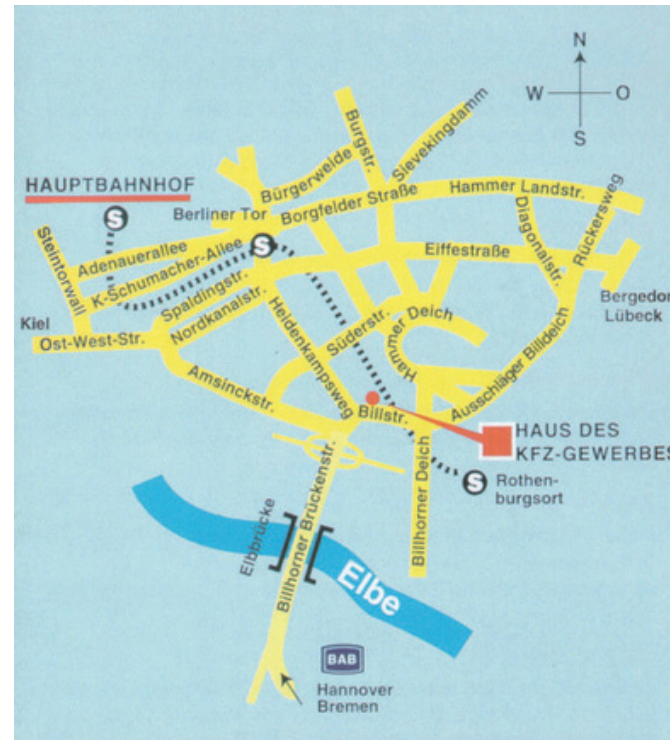 N
W
O
S
HAUPTBAHNHOF
S
Steintorwall
Berliner Tor
Bürgerweide
Burgstr.
Sievekingdamm
Borgfelder Straße
Hammer Landstr.
Rückersweg
Diagonalstr.
Adenauerallee
K-Schumacher-Allee
S
Eiffestraße
Bergedor
Lübeck
Spaldingstr.
Nordkanalstr.
Kiel
Ost-West-Str.
Heidenkampsweg
Süderstr.
Hammer Deich
Amsinckstr.
Billstr.
Ausschläger Billdeich
HAUS DES
KFZ-GEWERBES
S
Rothen-
burgsort
Billhorner Deich
Billhorner Brückenstr.
Elbbrücke
Elbe
BAB
Hannover
Bremen